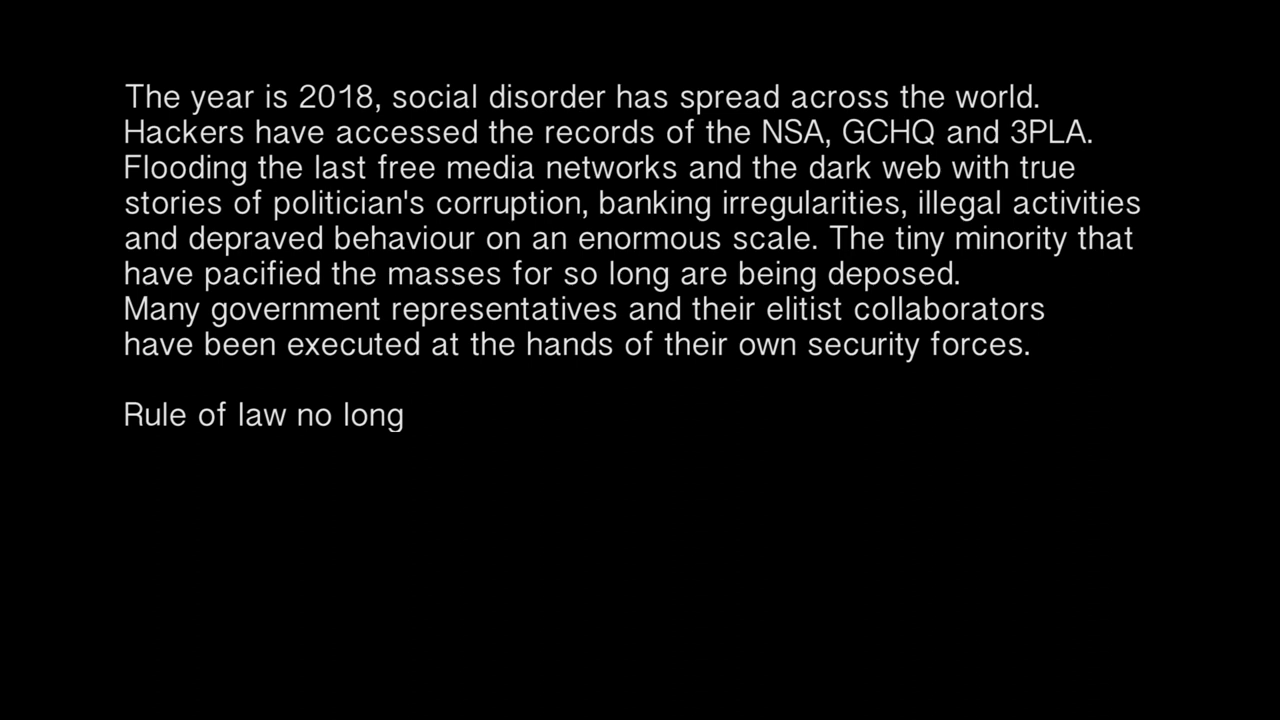 The year is 2018, social disorder has spread across the world.
Hackers have accessed the records of the NSA, GCHQ and 3PLA.
Flooding the last free media networks and the dark web with true
stories of politician's corruption, banking irregularities, illegal activities
and depraved behaviour on an enormous scale. The tiny minority that
have pacified the masses for so long are being deposed.
Many government representatives and their elitist collaborators
have been executed at the hands of their own security forces.
Rule of law no long